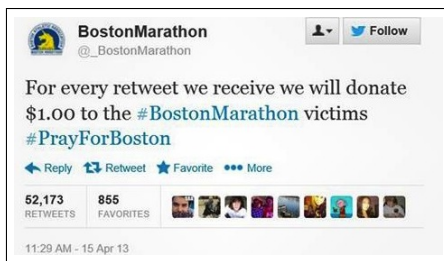 BostonMarathon
@_BostonMarathon
Follow
For every retweet we receive we will donate
$1.00 to the #BostonMarathon victims
#PrayForBoston
Reply Retweet Favorite More
52,173 855
RETWEETS FAVORITES
11:29 AM - 15 Apr 13